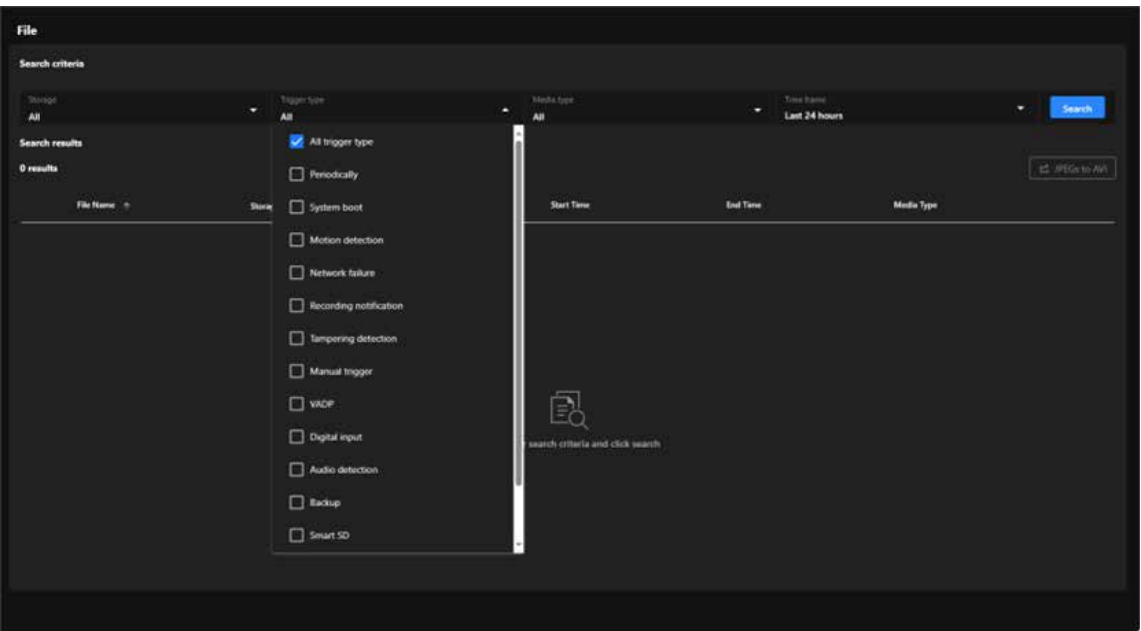 File
Search criteria
Storage
All
Trigger type
All
Media type
All
Time frame
Last 24 hours
Search
All trigger type
Periodically
System boot
Motion detection
Network failure
Recording notification
Tampering detection
Manual trigger
VADP
Digital input
Audio detection
Backup
Smart SD
Search results
0 results
JPEGs to AVI
File Name
Start Time
End Time
Media Type
search criteria and click search